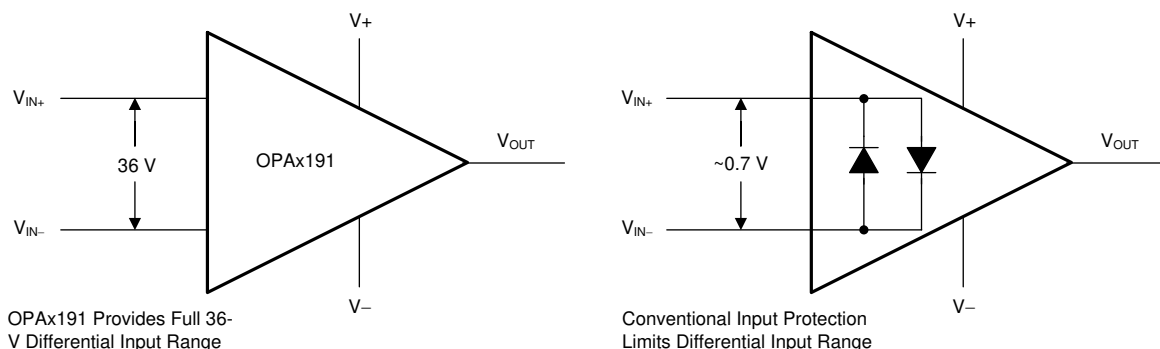 V+
V+
VIN+
VIN+
VOUT
VOUT
36 V
OPAx191
~0.7 V
VIN−
VIN−
V−
V−
OPAx191 Provides Full 36-
V Differential Input Range
Conventional Input Protection
Limits Differential Input Range